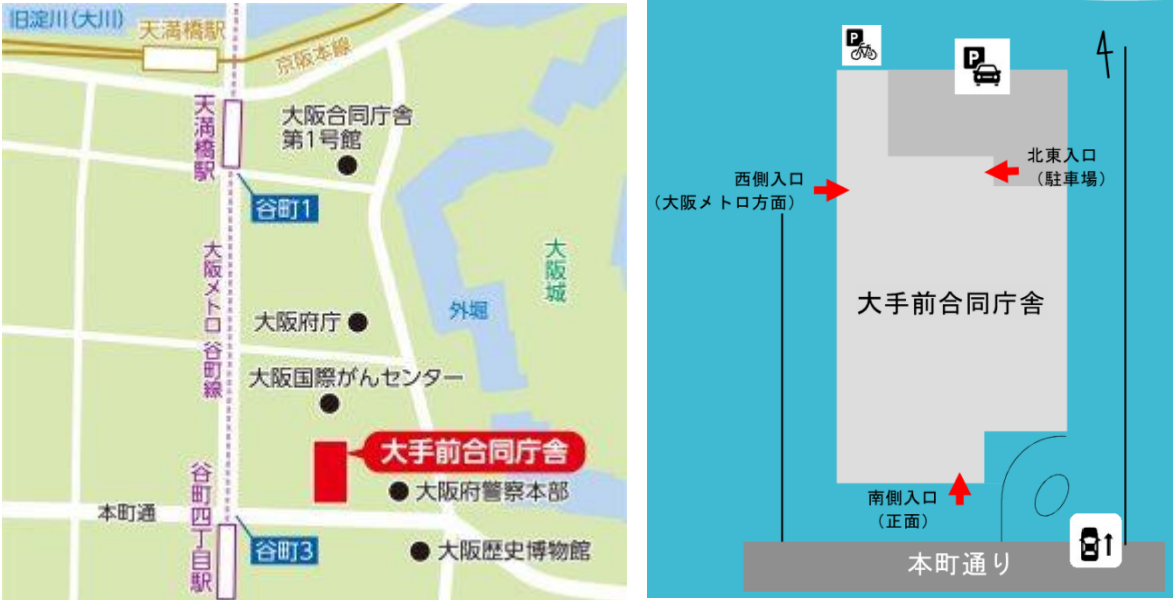 旧淀川(大川)
天満橋駅
京阪本線
天満橋駅
大阪合同庁舎
第1号館
谷町1
大阪メトロ 谷町線
大阪城
外堀
大阪府庁
大阪国際がんセンター
大手前合同庁舎
大阪府警察本部
谷町四丁目駅
本町通
谷町3
大阪歴史博物館
P
P
北東入口
(駐車場)
西側入口
(大阪メトロ方面)
大手前合同庁舎
南側入口
(正面)
本町通り